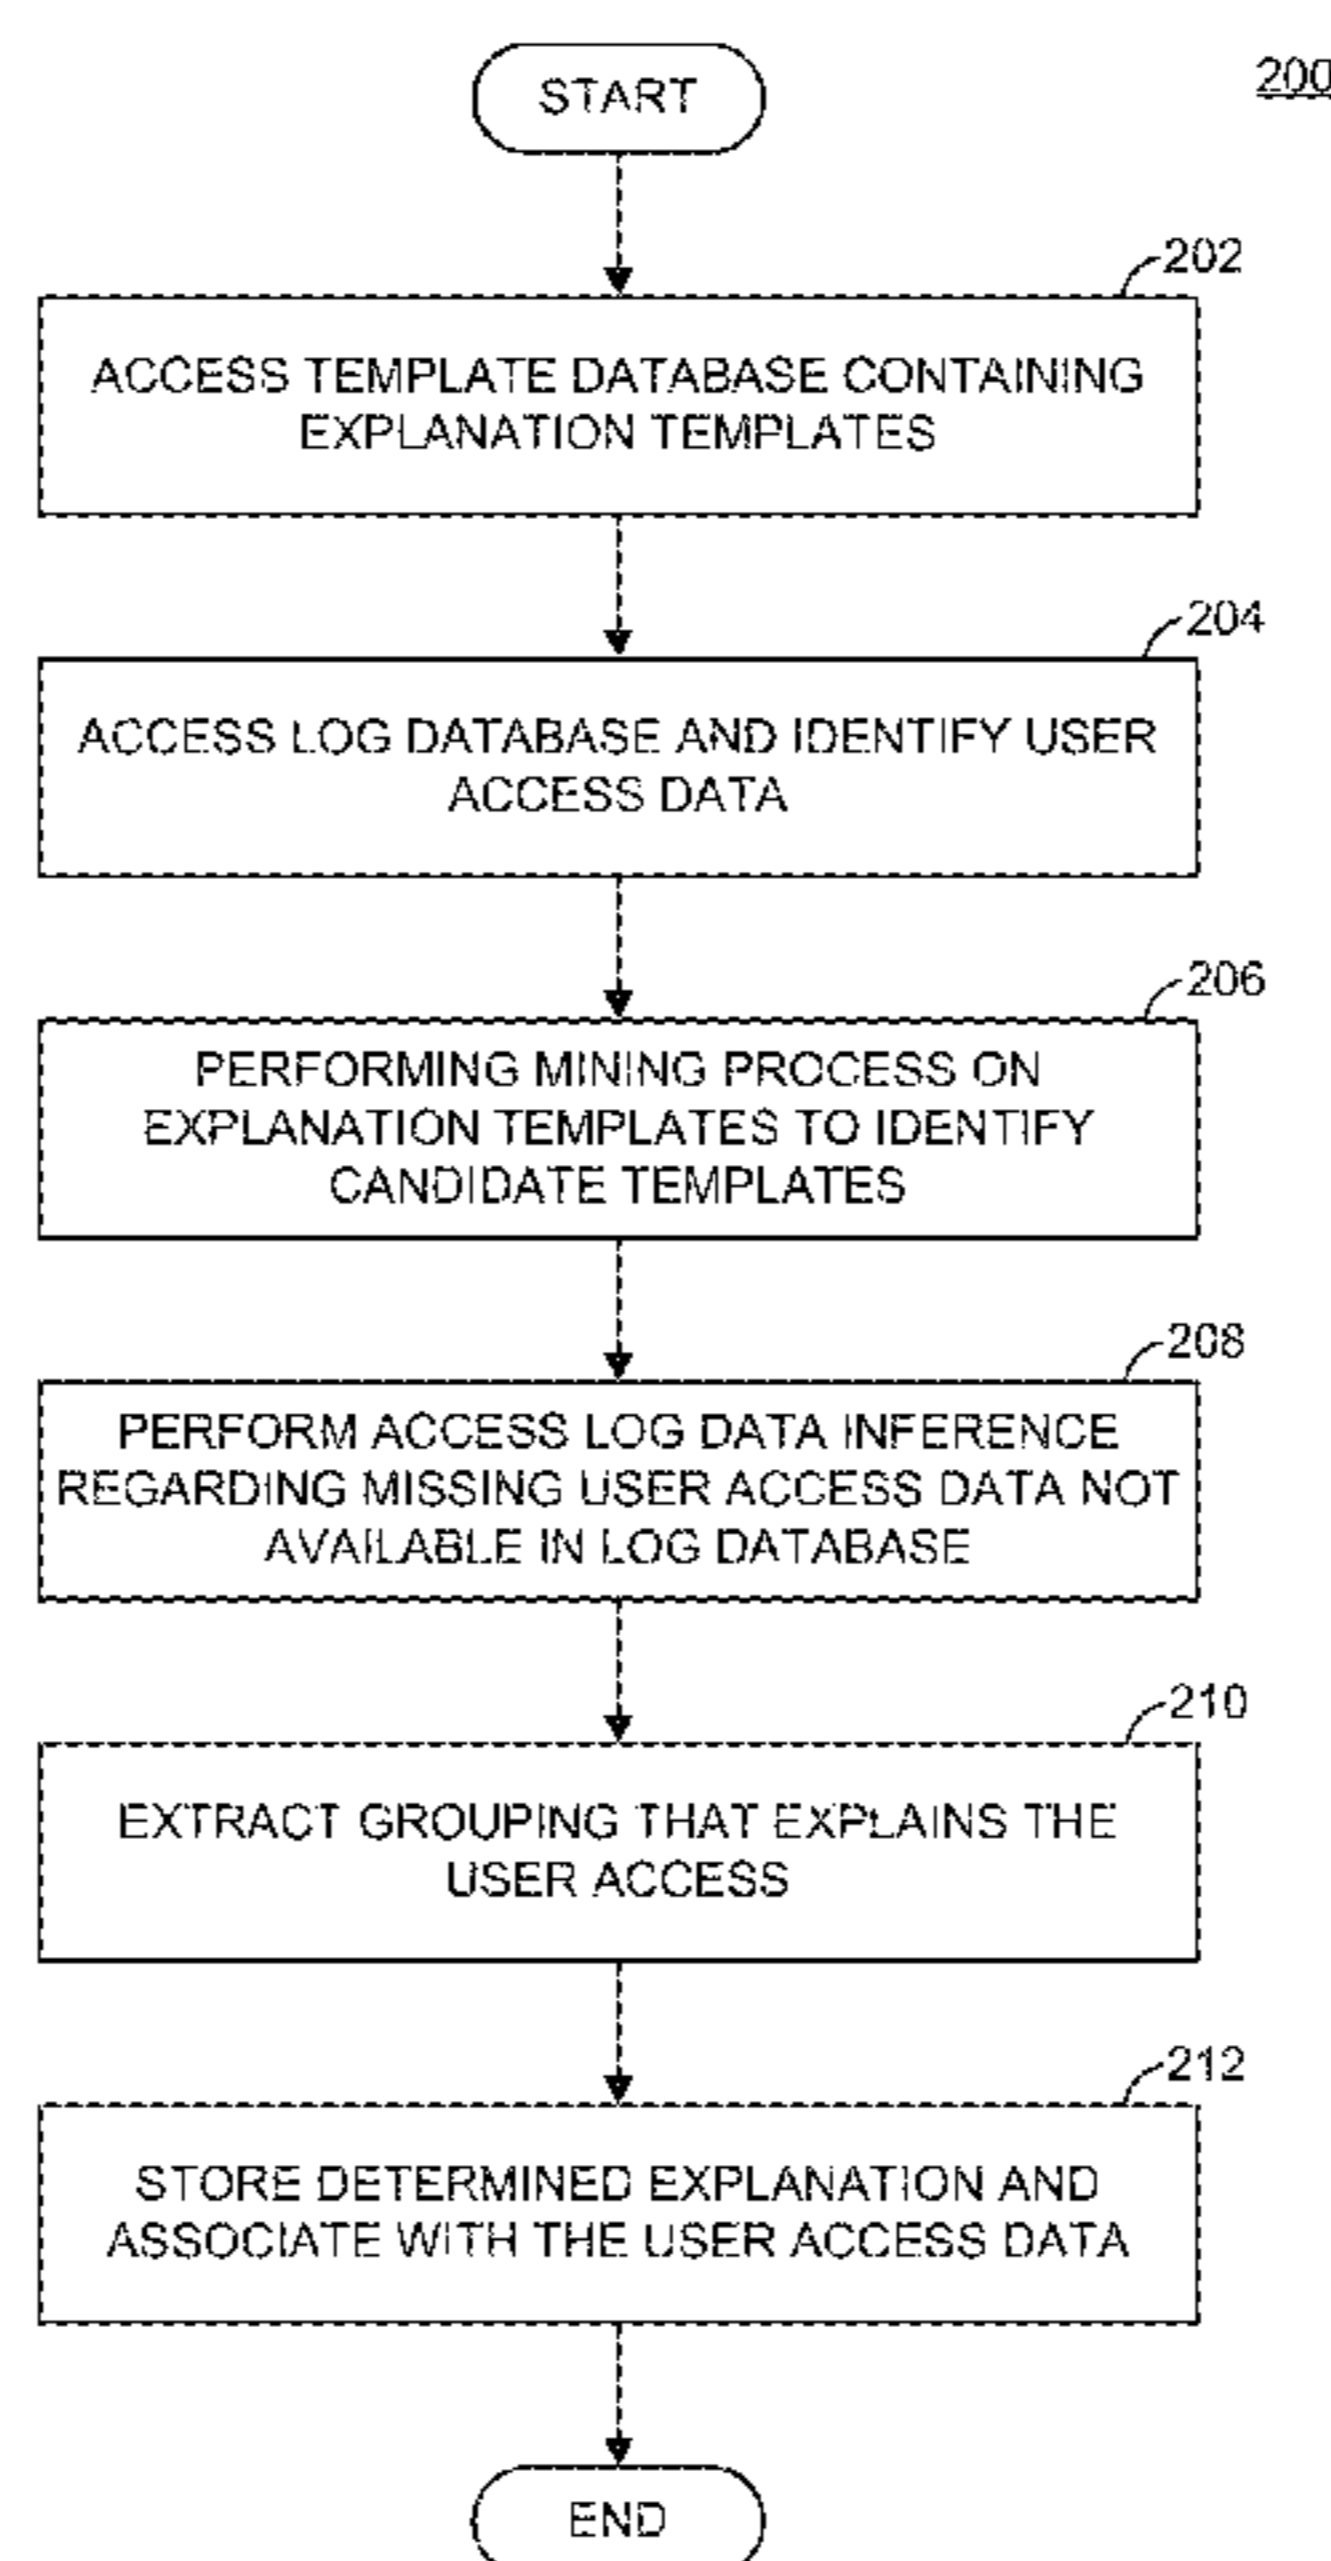 START
200
202
ACCESS TEMPLATE DATABASE CONTAINING
EXPLANATION TEMPLATES
204
ACCESS LOG DATABASE AND IDENTIFY USER
ACCESS DATA
206
PERFORMING MINING PROCESS ON
EXPLANATION TEMPLATES TO IDENTIFY
CANDIDATE TEMPLATES
208
PERFORM ACCESS LOG DATA INFERENCE
REGARDING MISSING USER ACCESS DATA NOT
AVAILABLE IN LOG DATABASE
210
EXTRACT GROUPING THAT EXPLAINS THE
USER ACCESS
212
STORE DETERMINED EXPLANATION AND
ASSOCIATE WITH THE USER ACCESS DATA
END